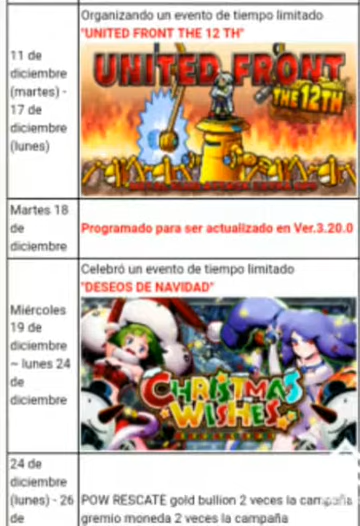 Organizando un evento de tiempo limitado
"UNITED FRONT THE 12 TH"
11 de
diciembre
(martes) -
17 de
diciembre
(lunes)
UNITED FRONT
THE 12TH
Martes 18
de
diciembre
Programado para ser actualizado en Ver.3.20.0
Celebró un evento de tiempo limitado
"DESEOS DE NAVIDAD"
Miércoles
19 de
diciembre
~ lunes 24
de
diciembre
CHRISTMAS
WISHES
24 de
diciembre
(lunes) - 26
de
POW RESCATE gold bullion 2 veces la campaña
gremio moneda 2 veces la campaña